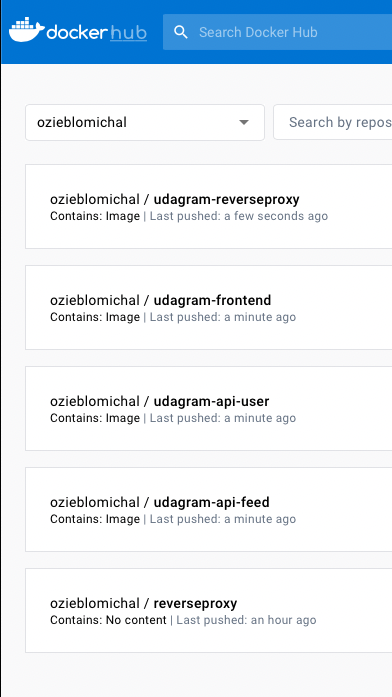 dockerhub
Search Docker Hub
ozieblomichal
Search by repos
ozieblomichal / udagram-reverseproxy
Contains: Image | Last pushed: a few seconds ago
ozieblomichal / udagram-frontend
Contains: Image | Last pushed: a minute ago
ozieblomichal / udagram-api-user
Contains: Image | Last pushed: a minute ago
ozieblomichal / udagram-api-feed
Contains: Image | Last pushed: a minute ago
ozieblomichal / reverseproxy
Contains: No content | Last pushed: an hour ago